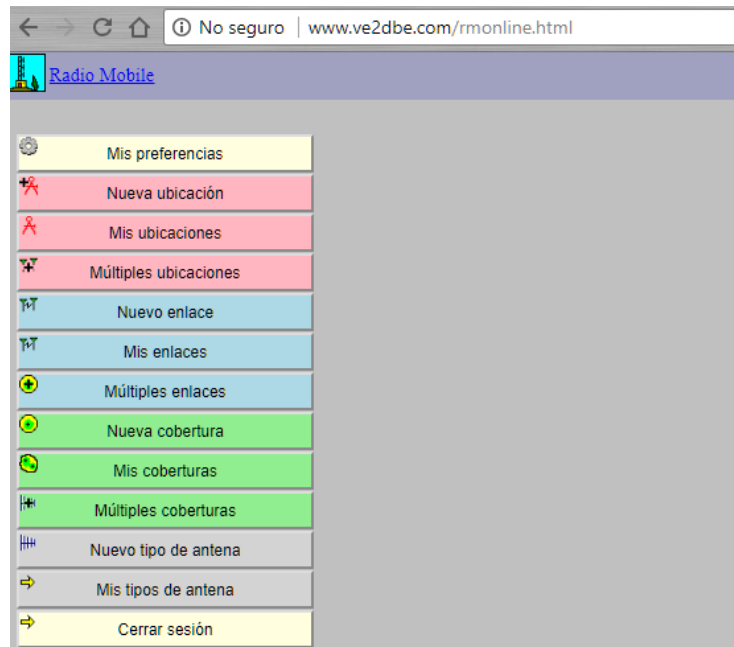 No seguro | www.ve2dbe.com/rmonline.html
Radio Mobile
Mis preferencias
Nueva ubicación
Mis ubicaciones
Múltiples ubicaciones
Nuevo enlace
Mis enlaces
Múltiples enlaces
Nueva cobertura
Mis coberturas
Múltiples coberturas
Nuevo tipo de antena
Mis tipos de antena
Cerrar sesión